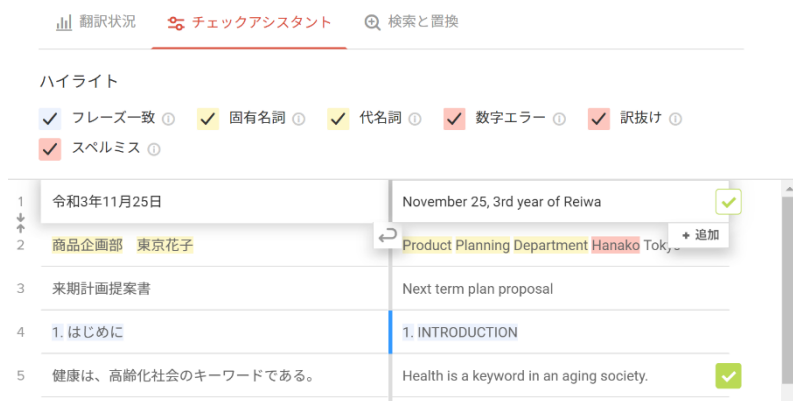 翻訳状況 チェックアシスタント 検索と置換
ハイライト
フレーズ一致 固有名詞 代名詞 数字エラー 訳抜け
スペルミス
1 令和3年11月25日 November 25, 3rd year of Reiwa
+ 追加
2 商品企画部 東京花子 Product Planning Department Hanako Tokyo
3 来期計画提案書 Next term plan proposal
4 1. はじめに 1. INTRODUCTION
5 健康は、高齢化社会のキーワードである。 Health is a keyword in an aging society.